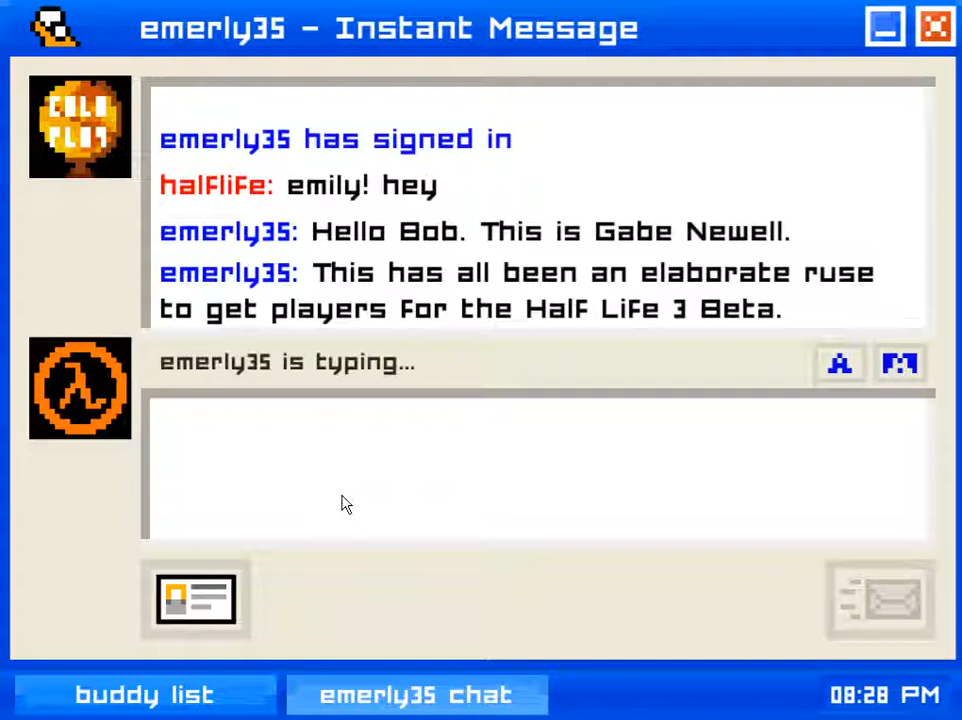 emerly35 - Instant Message
COLD
PLAY
emerly35 has signed in
halflife: emily! hey
emerly35: Hello Bob. This is Gabe Newell.
emerly35: This has all been an elaborate ruse
to get players for the Half Life 3 Beta.
λ
emerly35 is typing...
A
buddy list
emerly35 chat
08:28 PM